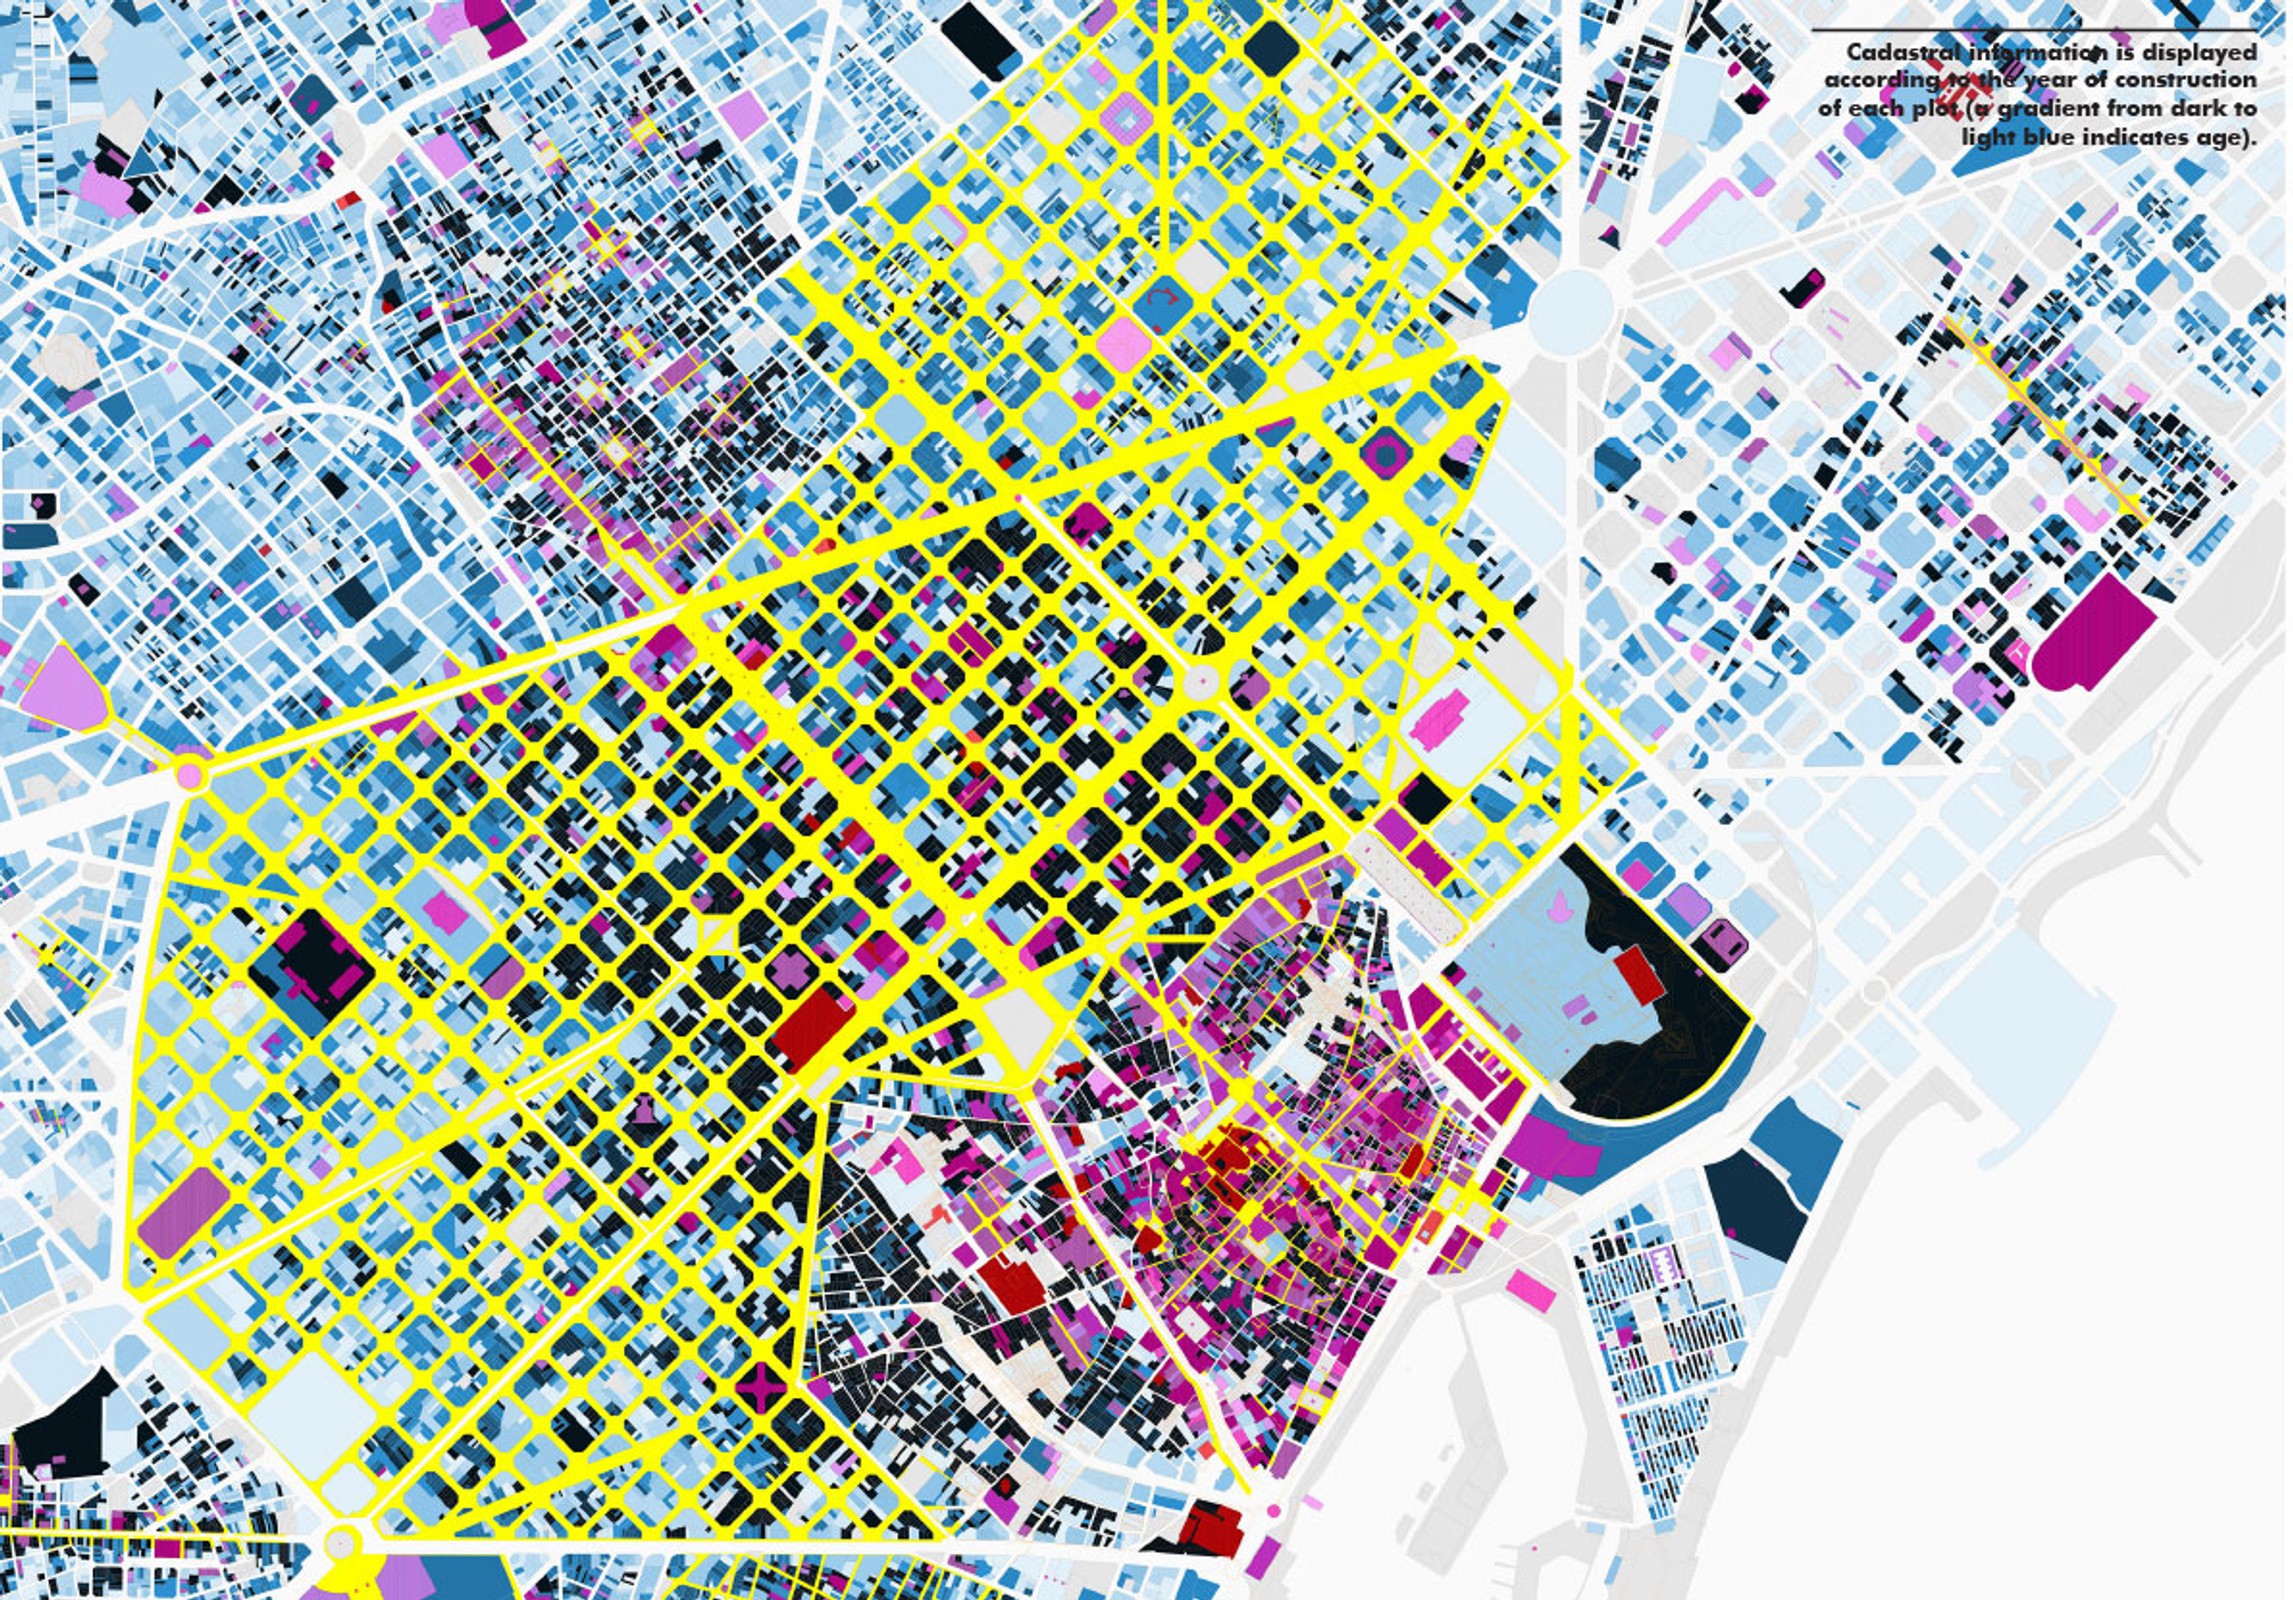 Cadastral information is displayed
according to the year of construction
of each plot (a gradient from dark to
light blue indicates age).